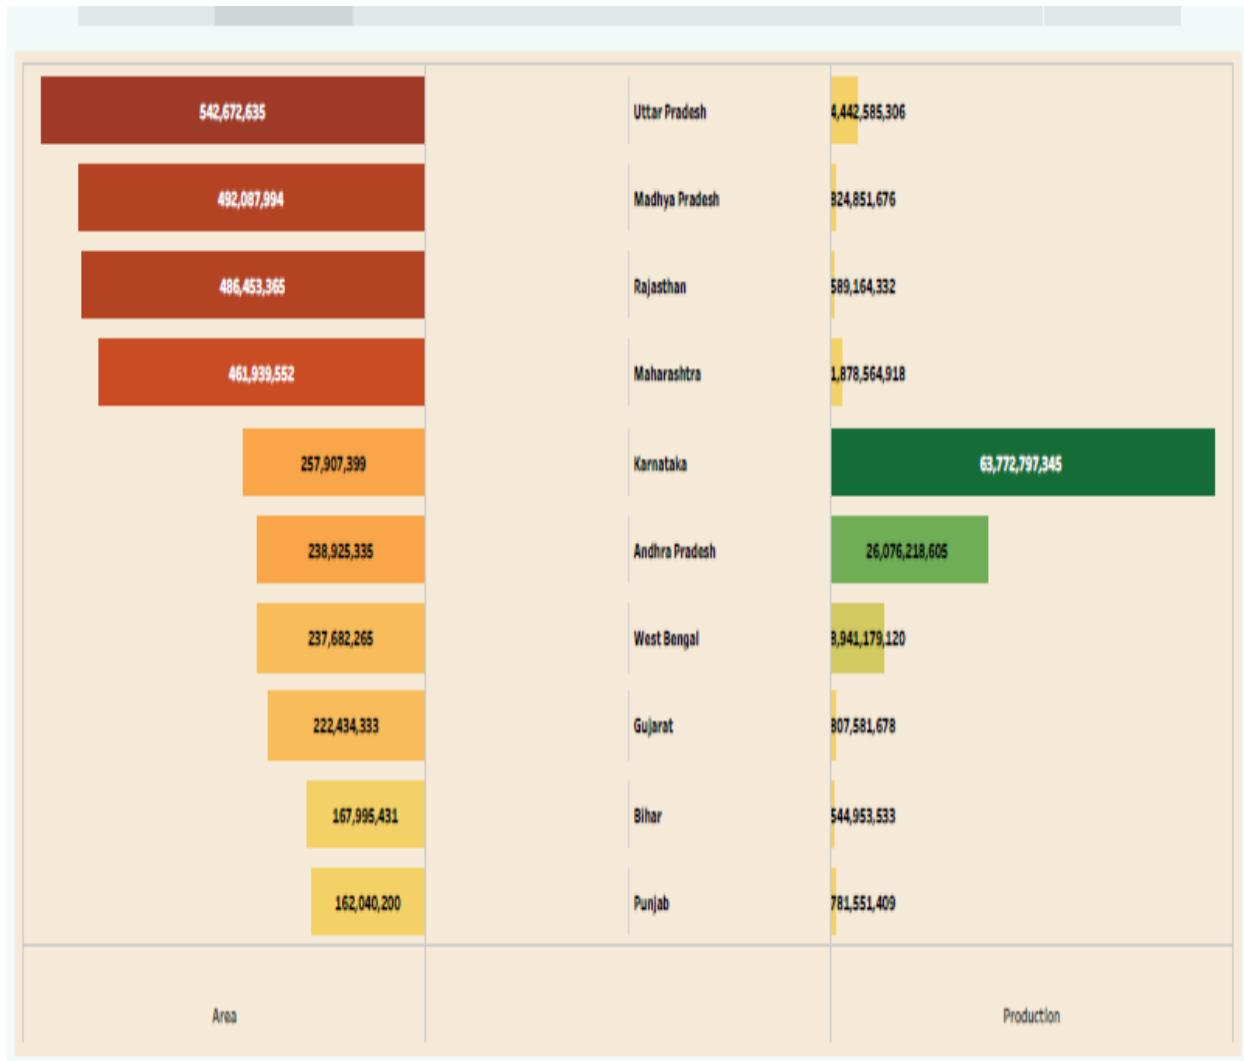 542,672,635 Uttar Pradesh 4,442,585,306
492,087,994 Madhya Pradesh 824,851,676
486,453,365 Rajasthan 589,164,332
461,939,552 Maharashtra 1,878,564,918
257,907,399 Karnataka 63,772,797,345
238,925,335 Andhra Pradesh 26,076,218,605
237,682,265 West Bengal 8,941,179,120
222,434,333 Gujarat 807,581,678
167,995,431 Bihar 544,953,533
162,040,200 Punjab 781,551,409
Area Production